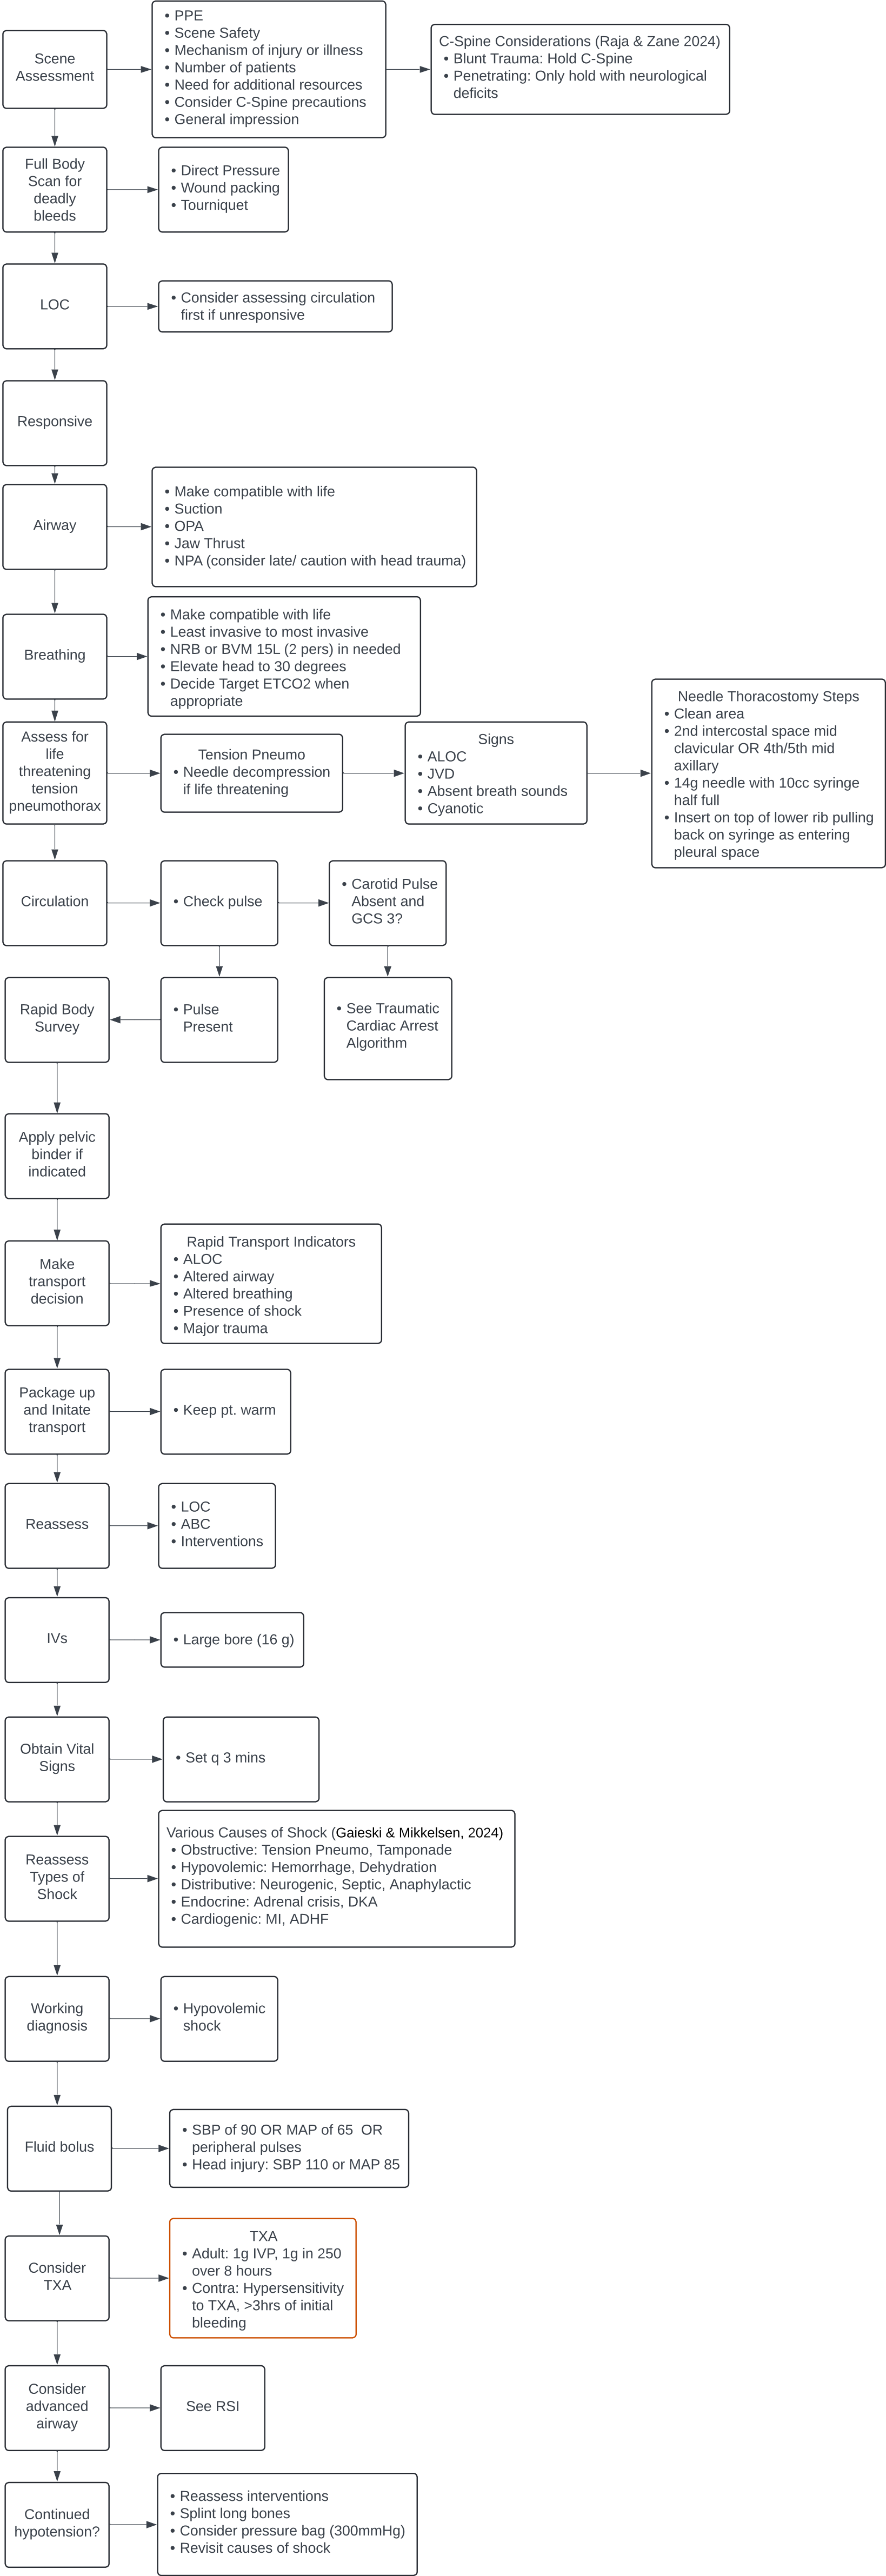 Scene
Assessment
• PPE
• Scene Safety
• Mechanism of injury or illness
• Number of patients
• Need for additional resources
• Consider C-Spine precautions
• General impression
C-Spine Considerations (Raja & Zane 2024)
• Blunt Trauma: Hold C-Spine
• Penetrating: Only hold with neurological
deficits
Full Body
Scan for
deadly
bleeds
• Direct Pressure
• Wound packing
• Tourniquet
LOC
• Consider assessing circulation
first if unresponsive
Responsive
Airway
• Make compatible with life
• Suction
• OPA
• Jaw Thrust
• NPA (consider late/ caution with head trauma)
Breathing
• Make compatible with life
• Least invasive to most invasive
• NRB or BVM 15L (2 pers) in needed
• Elevate head to 30 degrees
• Decide Target ETCO2 when
appropriate
Assess for
life
threatening
tension
pneumothorax
Tension Pneumo
• Needle decompression
if life threatening
Signs
• ALOC
• JVD
• Absent breath sounds
• Cyanotic
Needle Thoracostomy Steps
• Clean area
• 2nd intercostal space mid
clavicular OR 4th/5th mid
axillary
• 14g needle with 10cc syringe
half full
• Insert on top of lower rib pulling
back on syringe as entering
pleural space
Circulation
• Check pulse
• Carotid Pulse
Absent and
GCS 3?
Rapid Body
Survey
• Pulse
Present
• See Traumatic
Cardiac Arrest
Algorithm
Apply pelvic
binder if
indicated
Make
transport
decision
Rapid Transport Indicators
• ALOC
• Altered airway
• Altered breathing
• Presence of shock
• Major trauma
Package up
and Initate
transport
• Keep pt. warm
Reassess
• LOC
• ABC
• Interventions
IVs
• Large bore (16 g)
Obtain Vital
Signs
• Set q 3 mins
Reassess
Types of
Shock
Various Causes of Shock (Gaieski & Mikkelsen, 2024)
• Obstructive: Tension Pneumo, Tamponade
• Hypovolemic: Hemorrhage, Dehydration
• Distributive: Neurogenic, Septic, Anaphylactic
• Endocrine: Adrenal crisis, DKA
• Cardiogenic: MI, ADHF
Working
diagnosis
• Hypovolemic
shock
Fluid bolus
• SBP of 90 OR MAP of 65 OR
peripheral pulses
• Head injury: SBP 110 or MAP 85
Consider
TXA
TXA
• Adult: 1g IVP, 1g in 250
over 8 hours
• Contra: Hypersensitivity
to TXA, >3hrs of initial
bleeding
Consider
advanced
airway
See RSI
Continued
hypotension?
• Reassess interventions
• Splint long bones
• Consider pressure bag (300mmHg)
• Revisit causes of shock